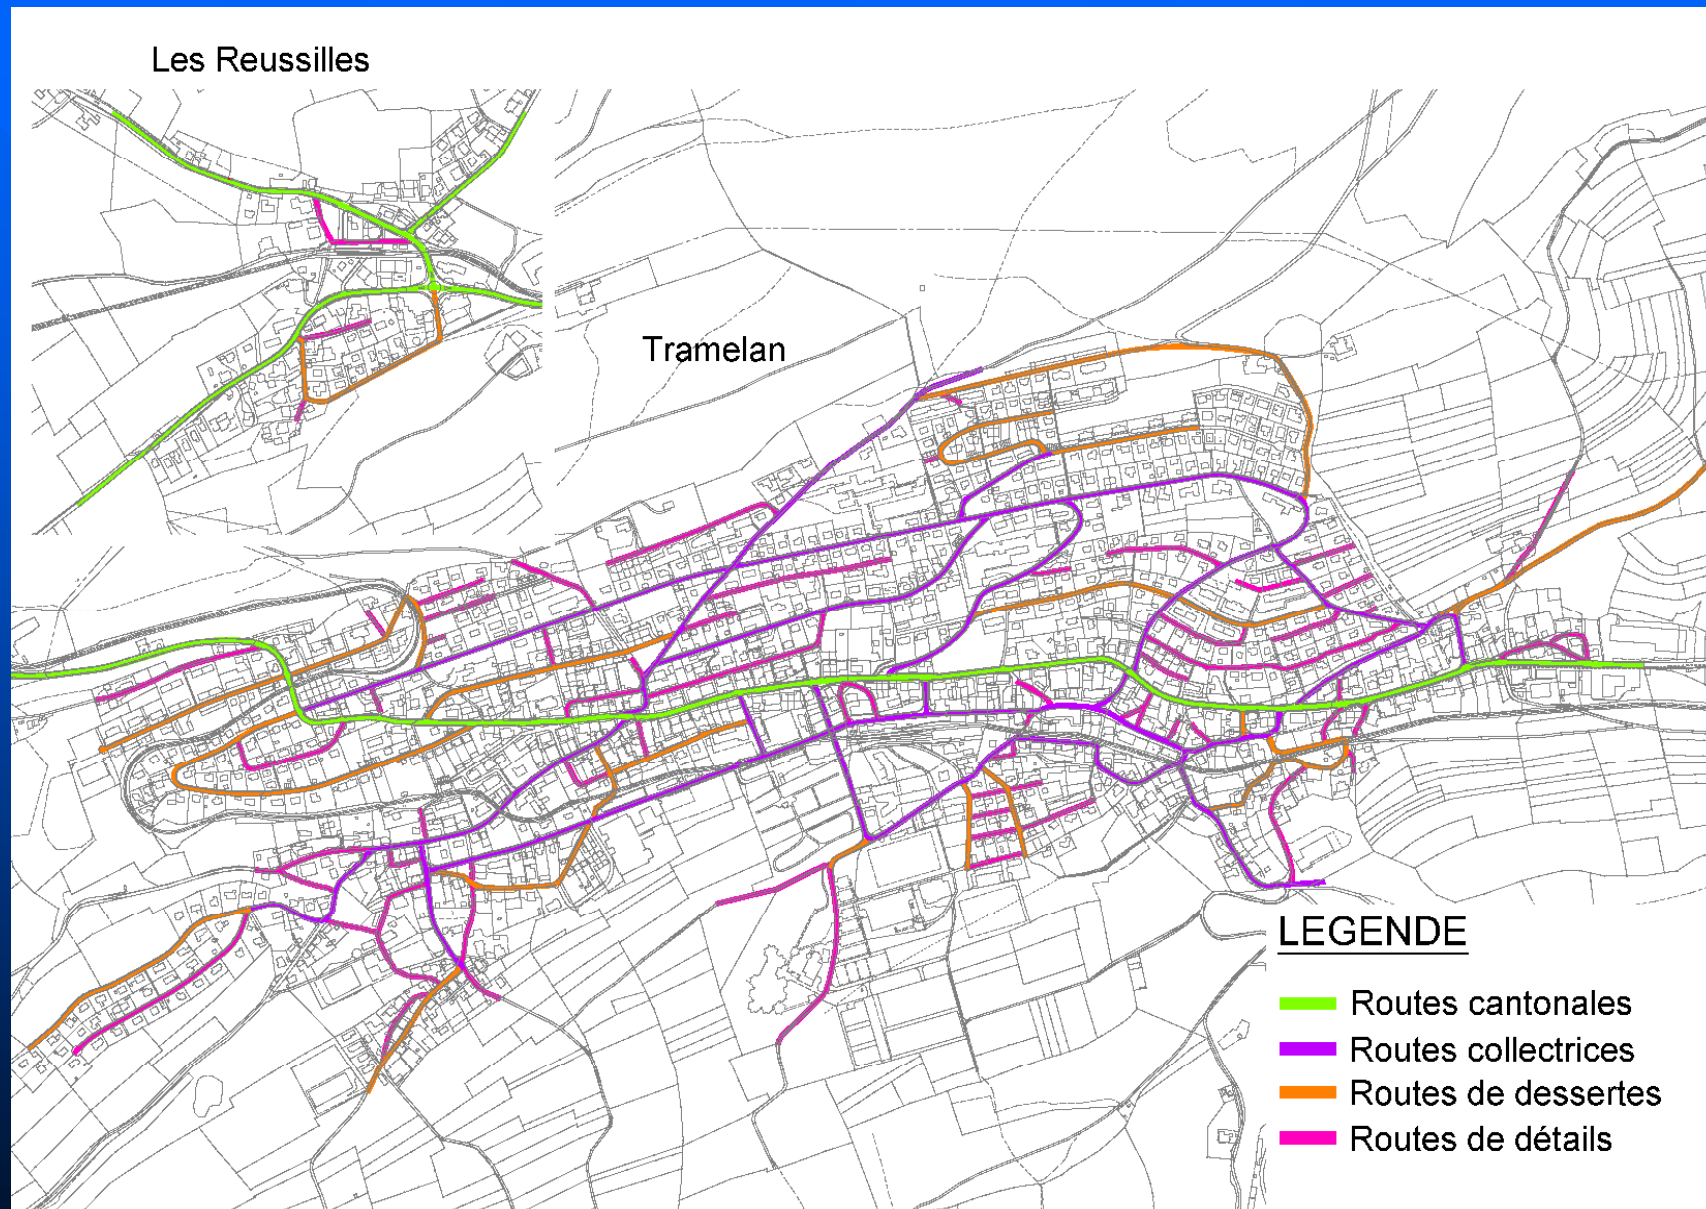 Les Reussilles
Tramelan
LEGENDE
Routes cantonales
Routes collectrices
Routes de dessertes
Routes de détails